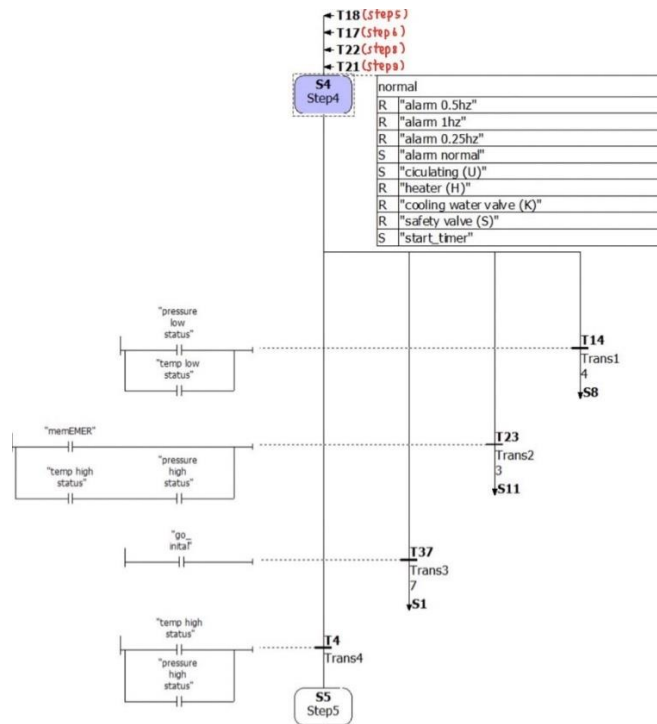 T18 (step5)
T17 (step6)
T22 (step8)
T21 (step9)
S4
Step4
normal
R "alarm 0.5hz"
R "alarm 1hz"
R "alarm 0.25hz"
S "alarm normal"
S "ciculating (U)"
R "heater (H)"
R "cooling water valve (K)"
R "safety valve (S)"
S "start_timer"
"pressure
low
status"
"temp low
status"
T14
Trans1
4
S8
"memEMER"
"temp high
status"
"pressure
high
status"
T23
Trans2
3
S11
"go_
inital"
T37
Trans3
7
S1
"temp high
status"
"pressure
high
status"
T4
Trans4
S5
Step5